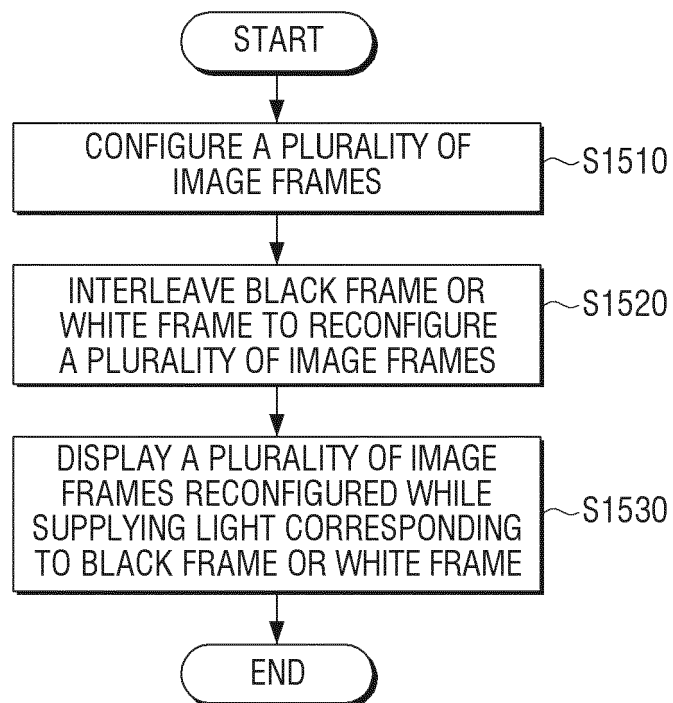 START
CONFIGURE A PLURALITY OF
IMAGE FRAMES
S1510
INTERLEAVE BLACK FRAME OR
WHITE FRAME TO RECONFIGURE
A PLURALITY OF IMAGE FRAMES
S1520
DISPLAY A PLURALITY OF IMAGE
FRAMES RECONFIGURED WHILE
SUPPLYING LIGHT CORRESPONDING
TO BLACK FRAME OR WHITE FRAME
S1530
END